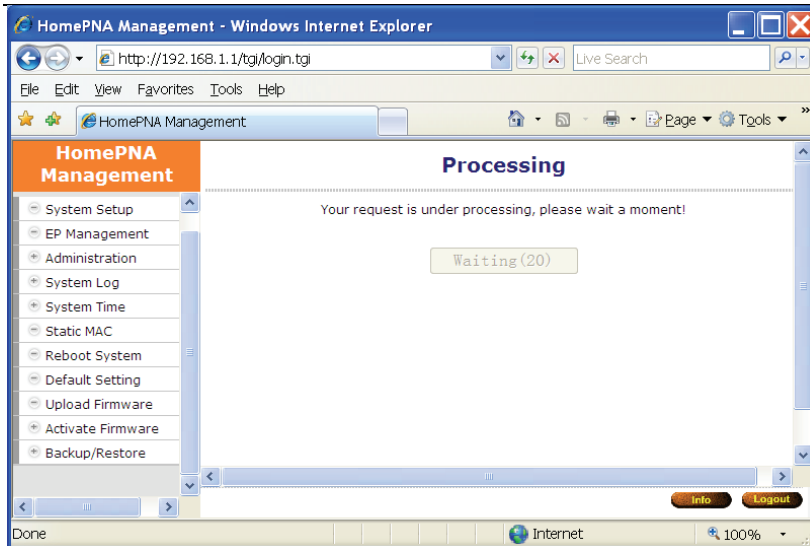 HomePNA Management - Windows Internet Explorer
http://192.168.1.1/tgi/login.tgi
Live Search
File Edit View Favorites Tools Help
HomePNA Management
Page Tools »
HomePNA
Management
System Setup
EP Management
Administration
System Log
System Time
Static MAC
Reboot System
Default Setting
Upload Firmware
Activate Firmware
Backup/Restore
Processing
Your request is under processing, please wait a moment!
Waiting(20)
Info Logout
Done Internet 100%